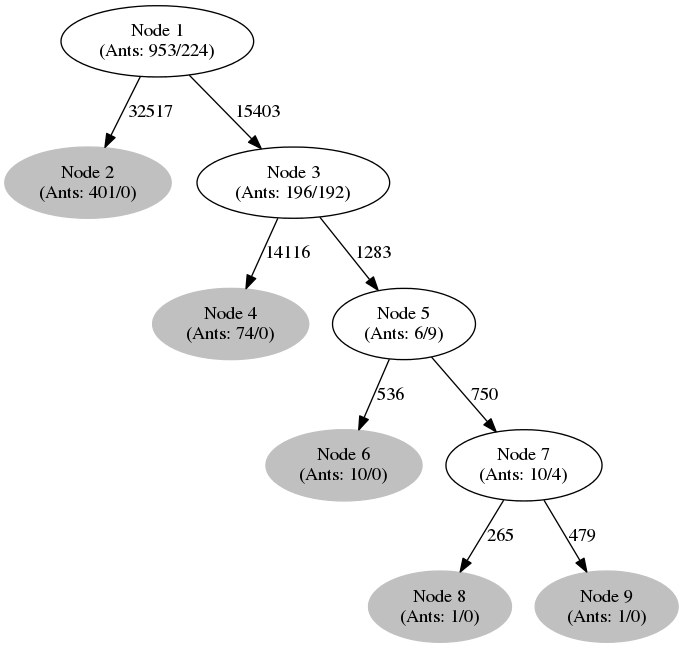 Node 1
(Ants: 953/224)
32517
15403
Node 2
(Ants: 401/0)
Node 3
(Ants: 196/192)
14116
1283
Node 4
(Ants: 74/0)
Node 5
(Ants: 6/9)
536
750
Node 6
(Ants: 10/0)
Node 7
(Ants: 10/4)
265
479
Node 8
(Ants: 1/0)
Node 9
(Ants: 1/0)